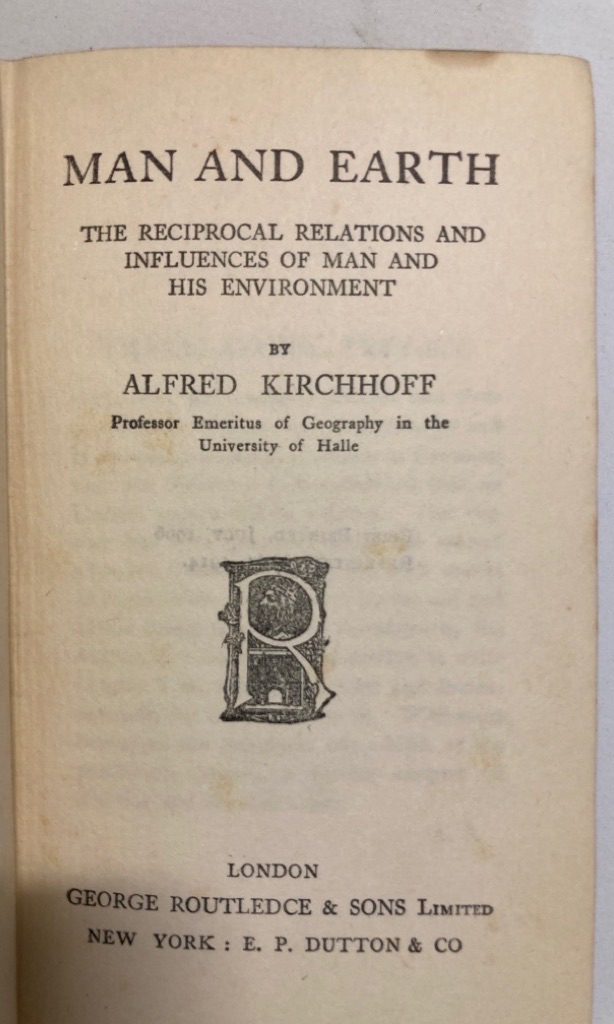 MAN AND EARTH
THE RECIPROCAL RELATIONS AND
INFLUENCES OF MAN AND
HIS ENVIRONMENT
BY
ALFRED KIRCHHOFF
Professor Emeritus of Geography in the
University of Halle
R
LONDON
GEORGE ROUTLEDGE & SONS LIMITED
NEW YORK : E. P. DUTTON & CO